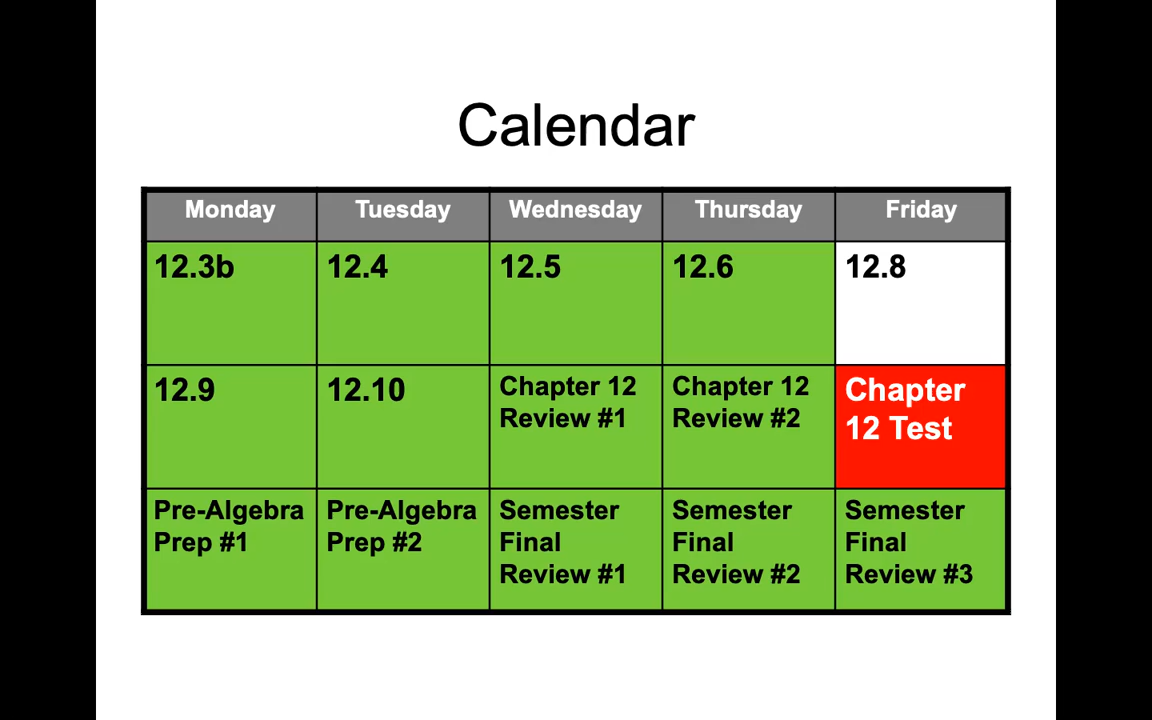 Calendar
Monday Tuesday Wednesday Thursday Friday
12.3b 12.4 12.5 12.6 12.8
12.9 12.10 Chapter 12 Review #1 Chapter 12 Review #2 Chapter 12 Test
Pre-Algebra Prep #1 Pre-Algebra Prep #2 Semester Final Review #1 Semester Final Review #2 Semester Final Review #3